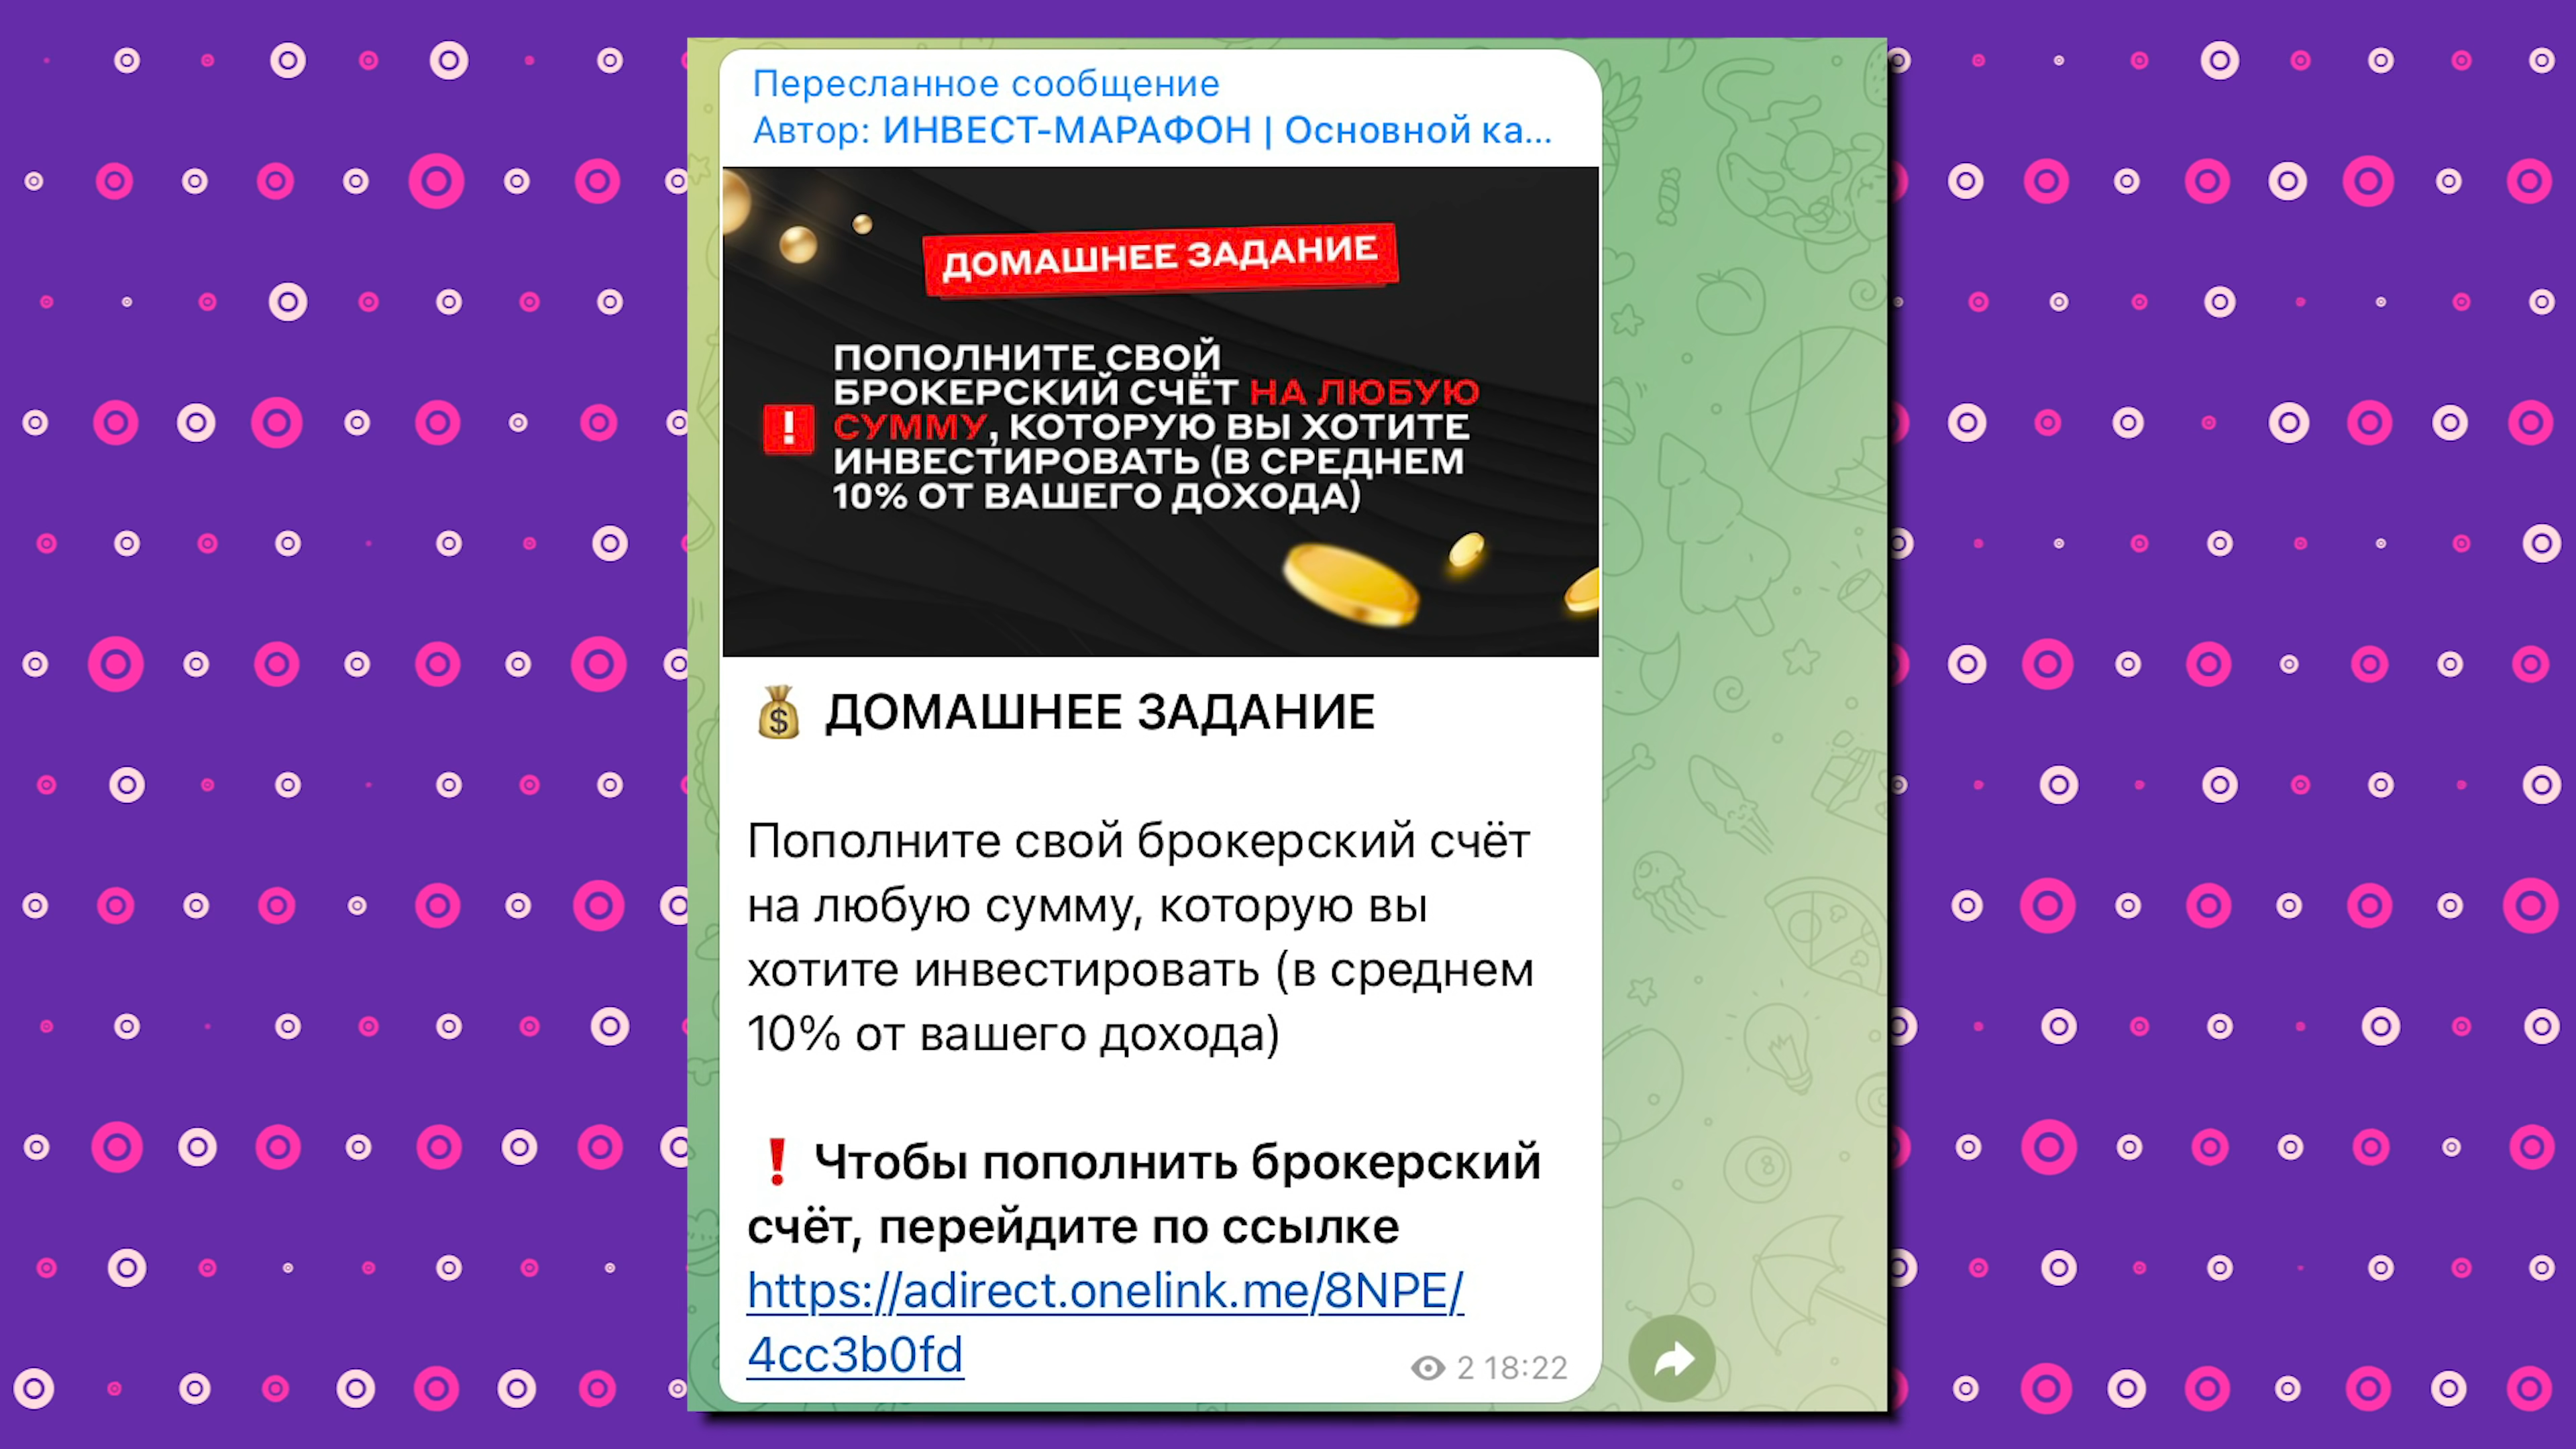 Пересланное сообщение
Автор: ИНВЕСТ-МАРАФОН | Основной ка...
ДОМАШНЕЕ ЗАДАНИЕ
ПОПОЛНИТЕ СВОЙ
БРОКЕРСКИЙ СЧЁТ НА ЛЮБУЮ
! СУММУ, КОТОРУЮ ВЫ ХОТИТЕ
ИНВЕСТИРОВАТЬ (В СРЕДНЕМ
10% ОТ ВАШЕГО ДОХОДА)
💰 ДОМАШНЕЕ ЗАДАНИЕ
Пополните свой брокерский счёт
на любую сумму, которую вы
хотите инвестировать (в среднем
10% от вашего дохода)
❗ Чтобы пополнить брокерский
счёт, перейдите по ссылке
https://adirect.onelink.me/8NPE/
4cc3b0fd
2 18:22